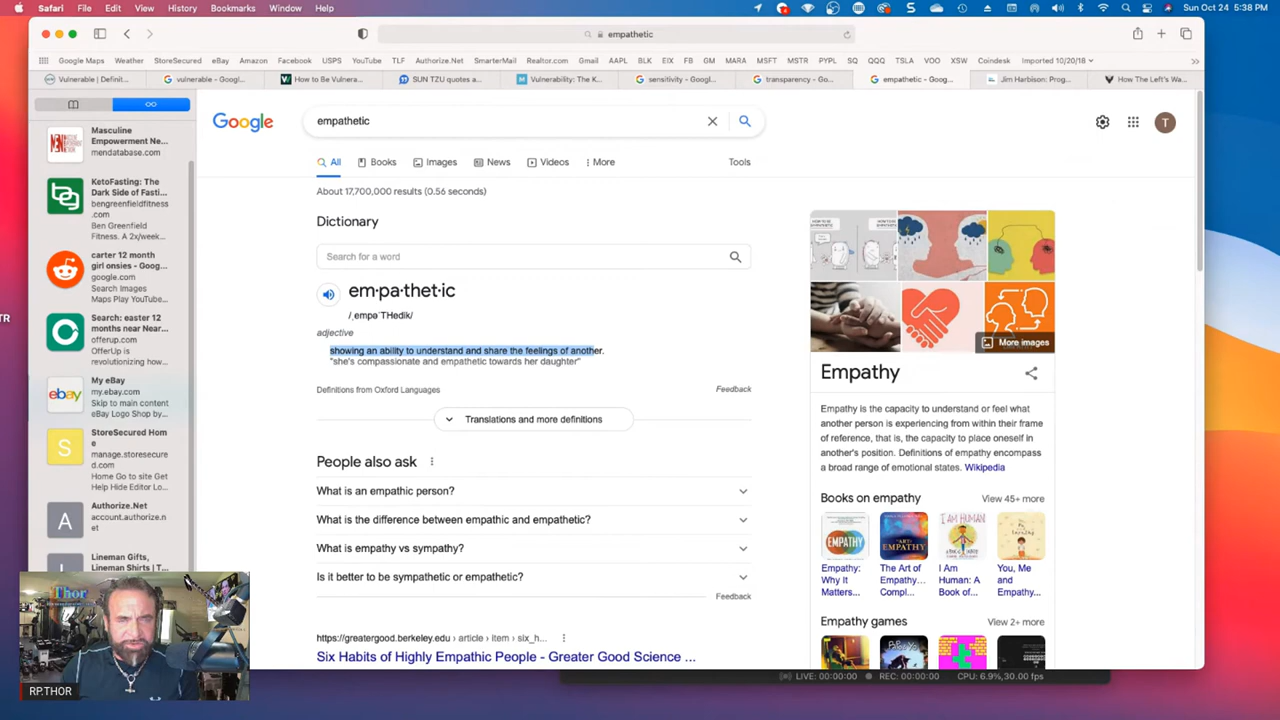 Safari File Edit View History Bookmarks Window Help
Sun Oct 24 5:38 PM
empathetic
Google Maps Weather StoreSecured eBay Amazon Facebook USPS YouTube TLF Authorize.Net SmarterMail Realtor.com Gmail AAPL BLK EIX FB GM MARA MSFT MSTR PYPL SQ QQQ TSLA VOO XSW Coindesk Imported 10/20/18
Vulnerable | Definit...
vulnerable - Googl...
How to Be Vulnera...
SUN TZU quotes a...
Vulnerability: The K...
sensitivity - Googl...
transparency - Go...
empathetic - Googl...
Jim Harbison: Prog...
How The Left's Wa...
Masculine
Empowerment Ne...
mendatabase.com
KetoFasting: The
Dark Side of Fasti...
bengreenfieldfitness
.com
Ben Greenfield
Fitness. A 2x/week...
carter 12 month
girl onsies - Goog...
google.com
Search Images
Maps Play YouTube...
Search: easter 12
months near Near...
offerup.com
OfferUp is
revolutionizing how...
My eBay
my.ebay.com
Skip to main content
eBay Logo Shop by...
S
StoreSecured Hom
e
manage.storesecure
d.com
Home Go to site Get
Help Hide Editor Lo...
A
Authorize.Net
account.authorize.n
et
Lineman Gifts,
Lineman Shirts | T...
TR
Google
empathetic
T
All Books Images News Videos More Tools
About 17,700,000 results (0.56 seconds)
Dictionary
Search for a word
em·pa·thet·ic
/ˌempəˈTHedik/
adjective
showing an ability to understand and share the feelings of another.
"she's compassionate and empathetic towards her daughter"
Definitions from Oxford Languages
Feedback
Translations and more definitions
People also ask
What is an empathic person?
What is the difference between empathic and empathetic?
What is empathy vs sympathy?
Is it better to be sympathetic or empathetic?
Feedback
https://greatergood.berkeley.edu › article › item › six_h...
Six Habits of Highly Empathic People - Greater Good Science ...
More images
Empathy
Empathy is the capacity to understand or feel what
another person is experiencing from within their frame
of reference, that is, the capacity to place oneself in
another's position. Definitions of empathy encompass
a broad range of emotional states. Wikipedia
Books on empathy
View 45+ more
EMPATHY
EMPATHY
I AM HUMAN
Empathy:
Why It
Matters...
The Art of
Empathy...
Compl...
I Am
Human: A
Book of...
You, Me
and
Empathy...
Empathy games
View 2+ more
Thor
RP.THOR
LIVE: 00:00:00 REC: 00:00:00 CPU: 6.9%,30.00 fps